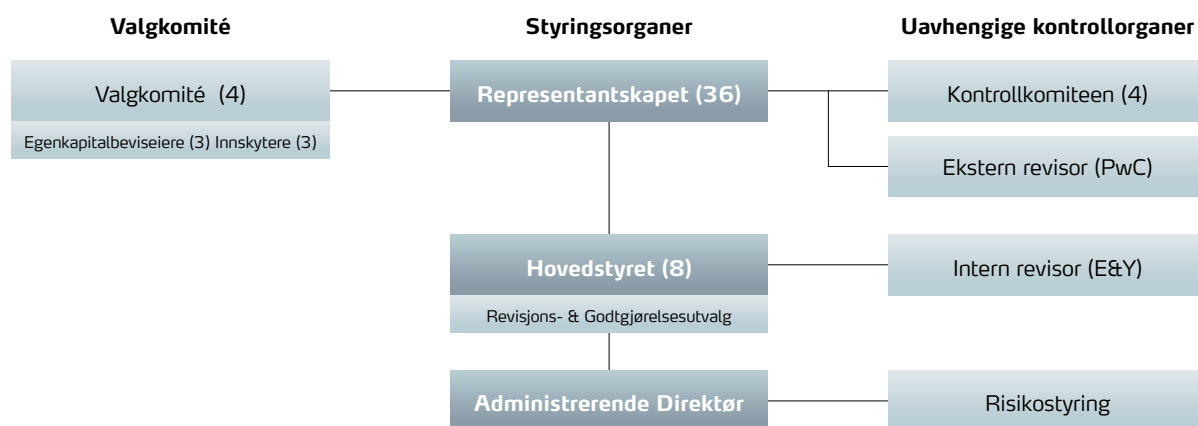 Valgkomité
Styringsorganer
Uavhengige kontrollorganer
Valgkomité (4)
Representantskapet (36)
Kontrollkomiteen (4)
Egenkapitalbeviseiere (3) Innskytere (3)
Ekstern revisor (PwC)
Hovedstyret (8)
Intern revisor (E&Y)
Revisjons- & Godtgjørelsesutvalg
Administrerende Direktør
Risikostyring